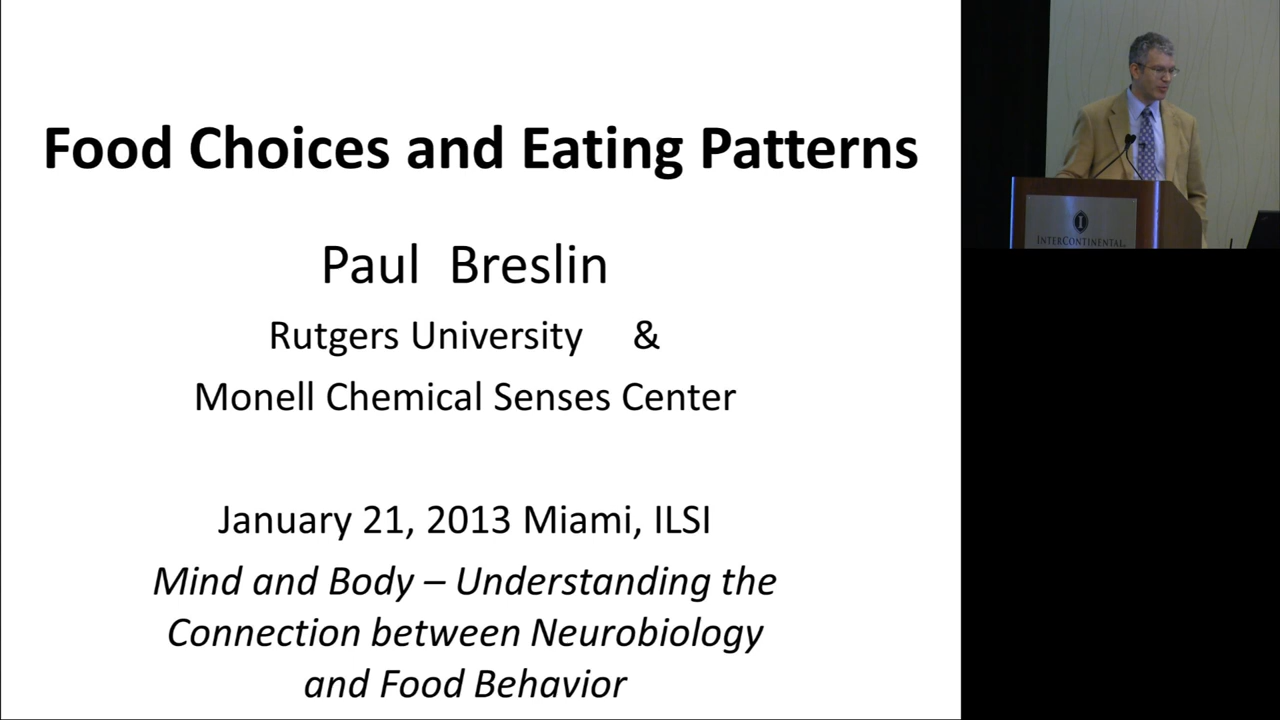 Food Choices and Eating Patterns
Paul Breslin
Rutgers University &
Monell Chemical Senses Center
January 21, 2013 Miami, ILSI
Mind and Body – Understanding the
Connection between Neurobiology
and Food Behavior
I
INTERCONTINENTAL.